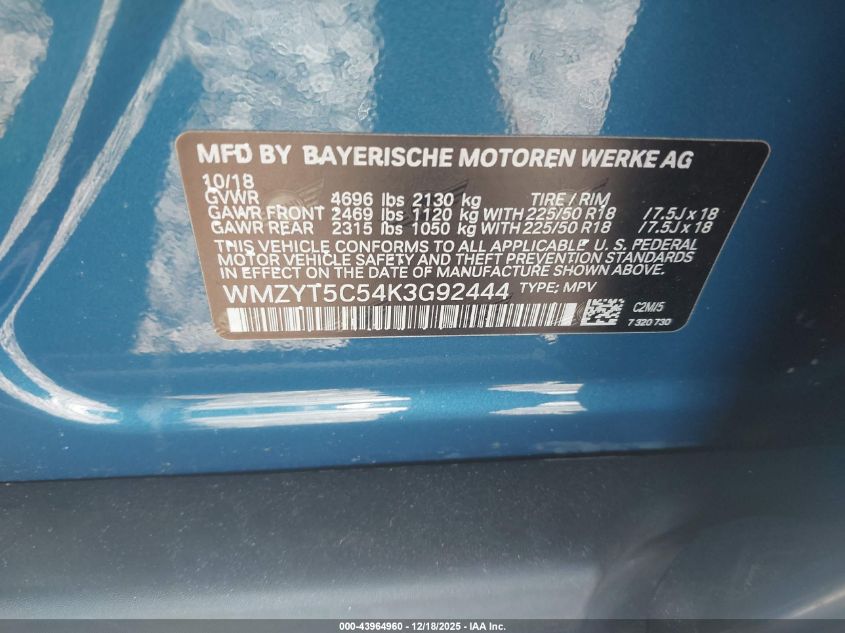 MFD BY BAYERISCHE MOTOREN WERKE AG
10/18
GVWR 4696 lbs 2130 kg TIRE / RIM
GAWR FRONT 2469 lbs 1120 kg WITH 225/50 R18 / 7.5J x 18
GAWR REAR 2315 lbs 1050 kg WITH 225/50 R18 / 7.5J x 18
THIS VEHICLE CONFORMS TO ALL APPLICABLE U. S. FEDERAL
MOTOR VEHICLE SAFETY AND THEFT PREVENTION STANDARDS
IN EFFECT ON THE DATE OF MANUFACTURE SHOWN ABOVE.
WMZYT5C54K3G92444 TYPE: MPV
C2M/5
7 320 730
000-43964960 - 12/18/2025 - IAA Inc.